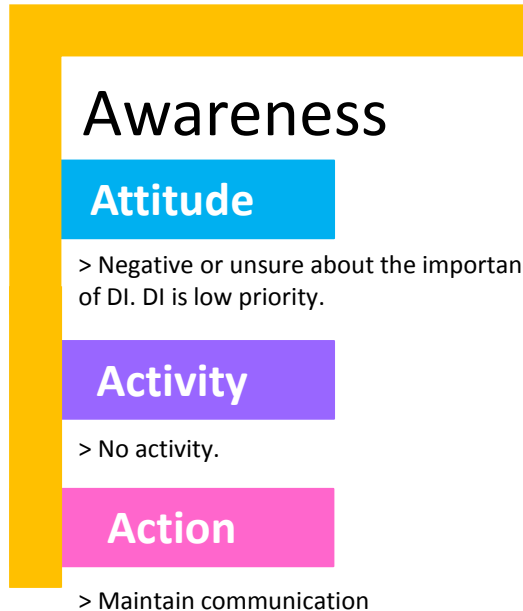 Awareness
Attitude
> Negative or unsure about the importan
of DI. DI is low priority.
Activity
> No activity.
Action
> Maintain communication